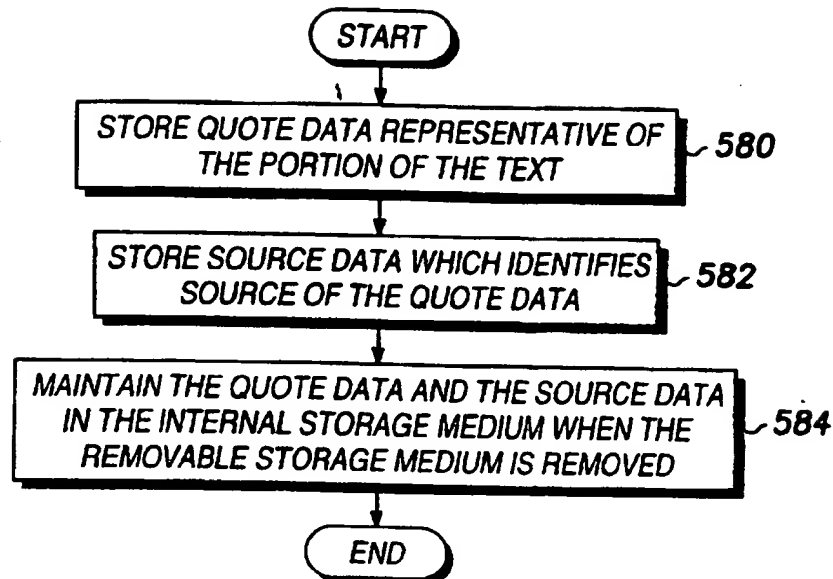 START
STORE QUOTE DATA REPRESENTATIVE OF
THE PORTION OF THE TEXT
580
STORE SOURCE DATA WHICH IDENTIFIES
SOURCE OF THE QUOTE DATA
582
MAINTAIN THE QUOTE DATA AND THE SOURCE DATA
IN THE INTERNAL STORAGE MEDIUM WHEN THE
REMOVABLE STORAGE MEDIUM IS REMOVED
584
END